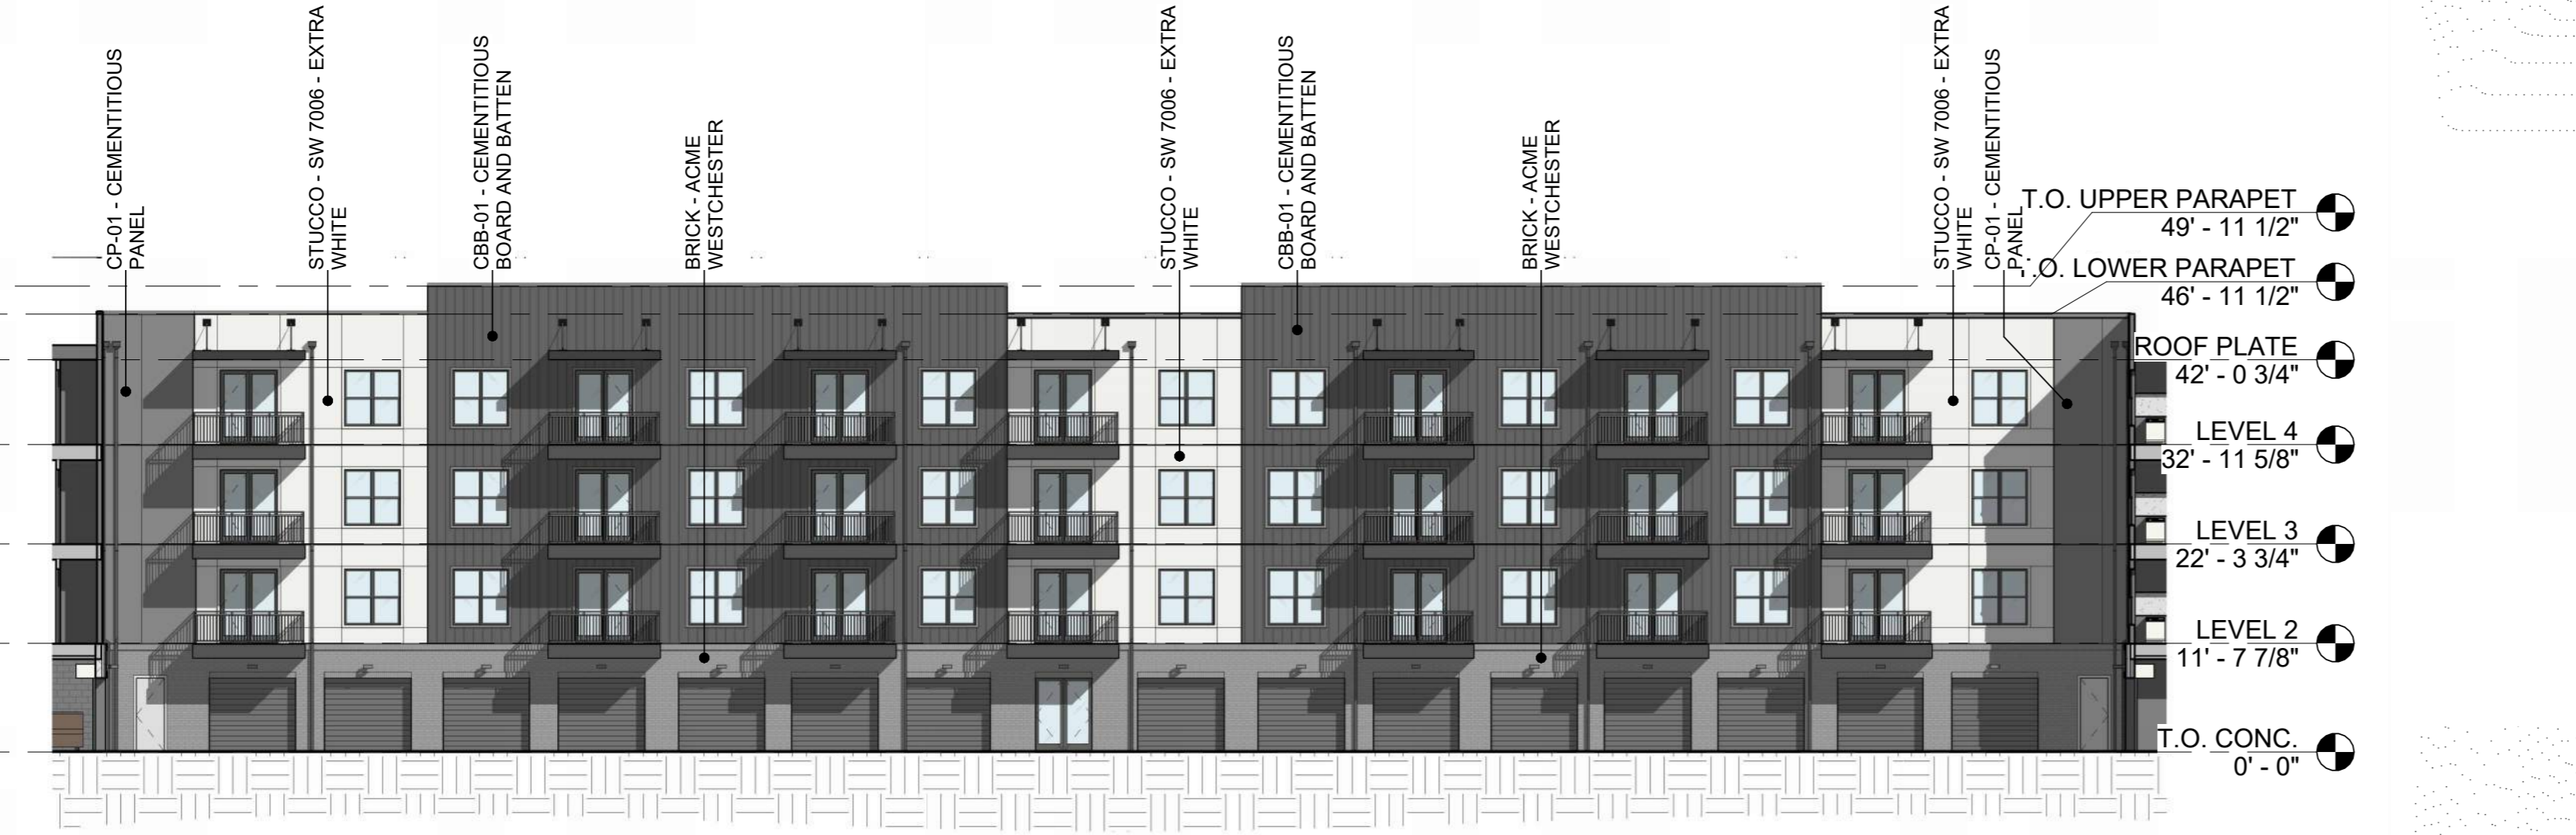 CP-01 - CEMENTITIOUS
PANEL
STUCCO - SW 7006 - EXTRA
WHITE
CBB-01 - CEMENTITIOUS
BOARD AND BATTEN
BRICK - ACME
WESTCHESTER
STUCCO - SW 7006 - EXTRA
WHITE
CBB-01 - CEMENTITIOUS
BOARD AND BATTEN
BRICK - ACME
WESTCHESTER
STUCCO - SW 7006 - EXTRA
WHITE
CP-01 - CEMENTITIOUS
PANEL
T.O. UPPER PARAPET
49' - 11 1/2"
T.O. LOWER PARAPET
46' - 11 1/2"
ROOF PLATE
42' - 0 3/4"
LEVEL 4
32' - 11 5/8"
LEVEL 3
22' - 3 3/4"
LEVEL 2
11' - 7 7/8"
T.O. CONC.
0' - 0"